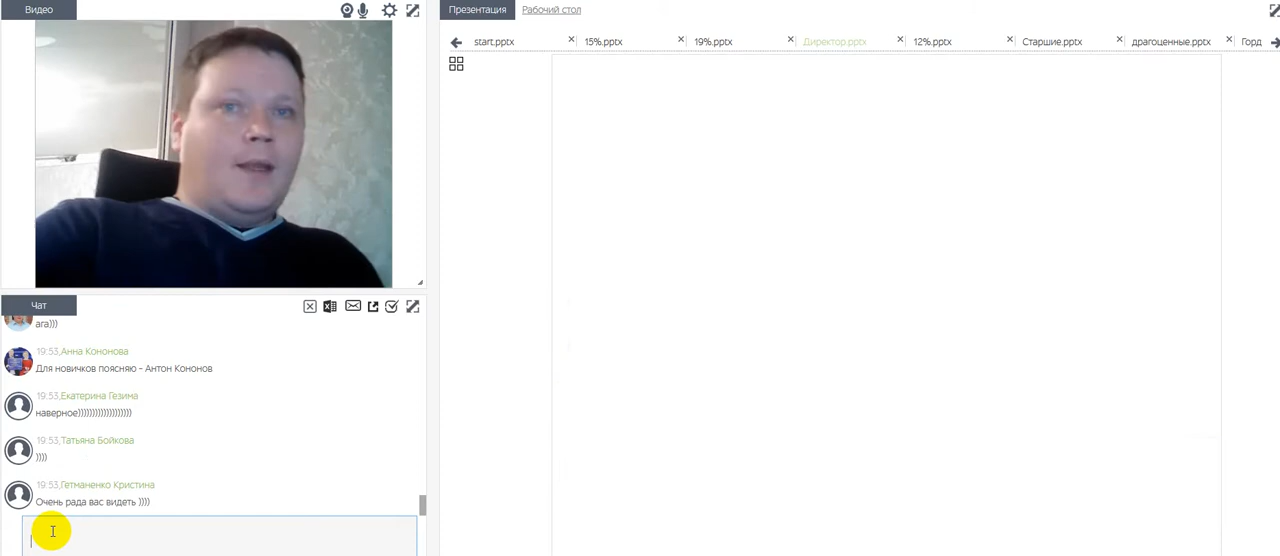 Видео
Презентация
Рабочий стол
start.pptx
15%.pptx
19%.pptx
Директор.pptx
12%.pptx
Старшие.pptx
драгоценные.pptx
Горд
Чат
ага)))
19:53,Анна Кононова
Для новичков поясняю - Антон Кононов
19:53,Екатерина Гезима
наверное)))))))))))))))))))
19:53,Татьяна Бойкова
))))
19:53,Гетманенко Кристина
Очень рада вас видеть ))))